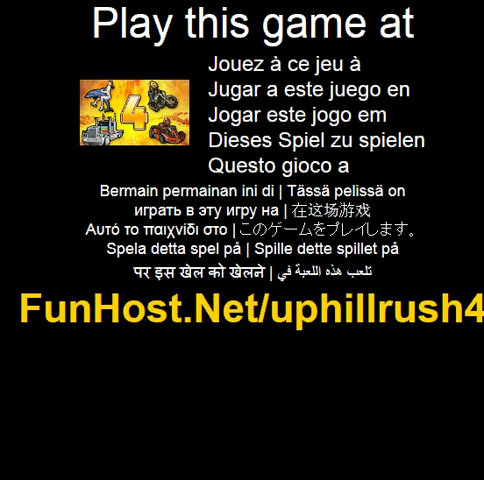 Play this game at
4
Jouez à ce jeu à
Jugar a este juego en
Jogar este jogo em
Dieses Spiel zu spielen
Questo gioco a
Bermain permainan ini di | Tässä pelissä on
играть в эту игру на | 在这场游戏
Αυτό το παιχνίδι στο | このゲームをプレイします。
Spela detta spel på | Spille dette spillet på
पर इस खेल को खेलने | تلعب هذه اللعبة في
FunHost.Net/uphillrush4